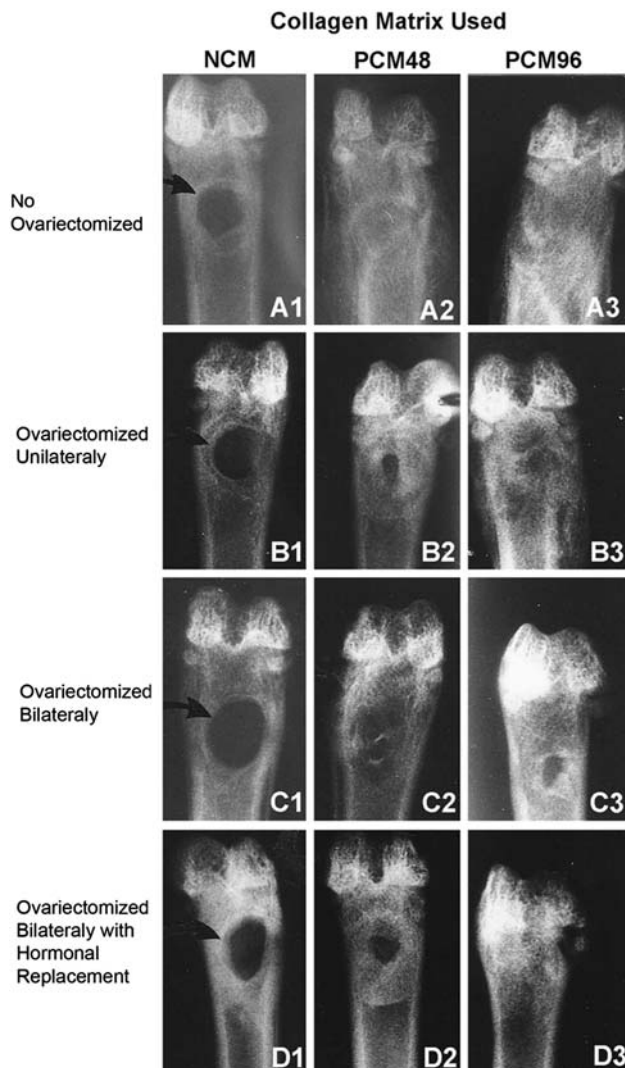 Collagen Matrix Used
NCM PCM48 PCM96
No
Ovariectomized
A1 A2 A3
Ovariectomized
Unilateraly
B1 B2 B3
Ovariectomized
Bilateraly
C1 C2 C3
Ovariectomized
Bilateraly with
Hormonal
Replacement
D1 D2 D3